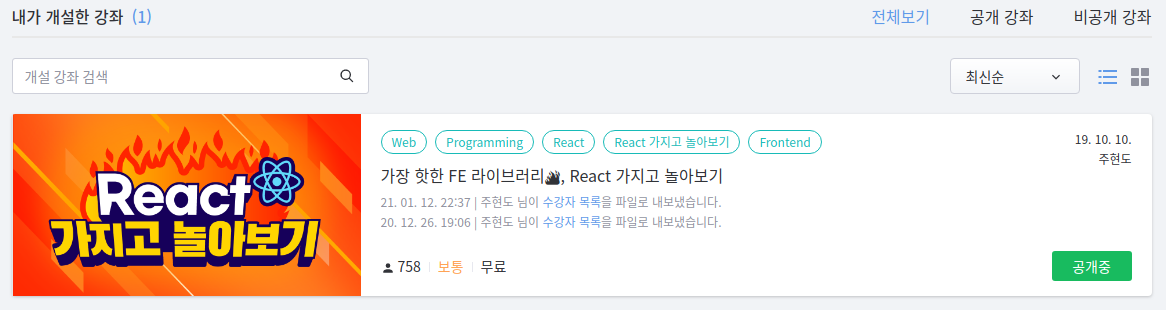 내가 개설한 강좌 (1)
전체보기 공개 강좌 비공개 강좌
개설 강좌 검색
최신순
React
가지고 놀아보기
Web Programming React React 가지고 놀아보기 Frontend
19. 10. 10.
주현도
가장 핫한 FE 라이브러리🔥, React 가지고 놀아보기
21. 01. 12. 22:37 | 주현도 님이 수강자 목록을 파일로 내보냈습니다.
20. 12. 26. 19:06 | 주현도 님이 수강자 목록을 파일로 내보냈습니다.
758 보통 무료
공개중